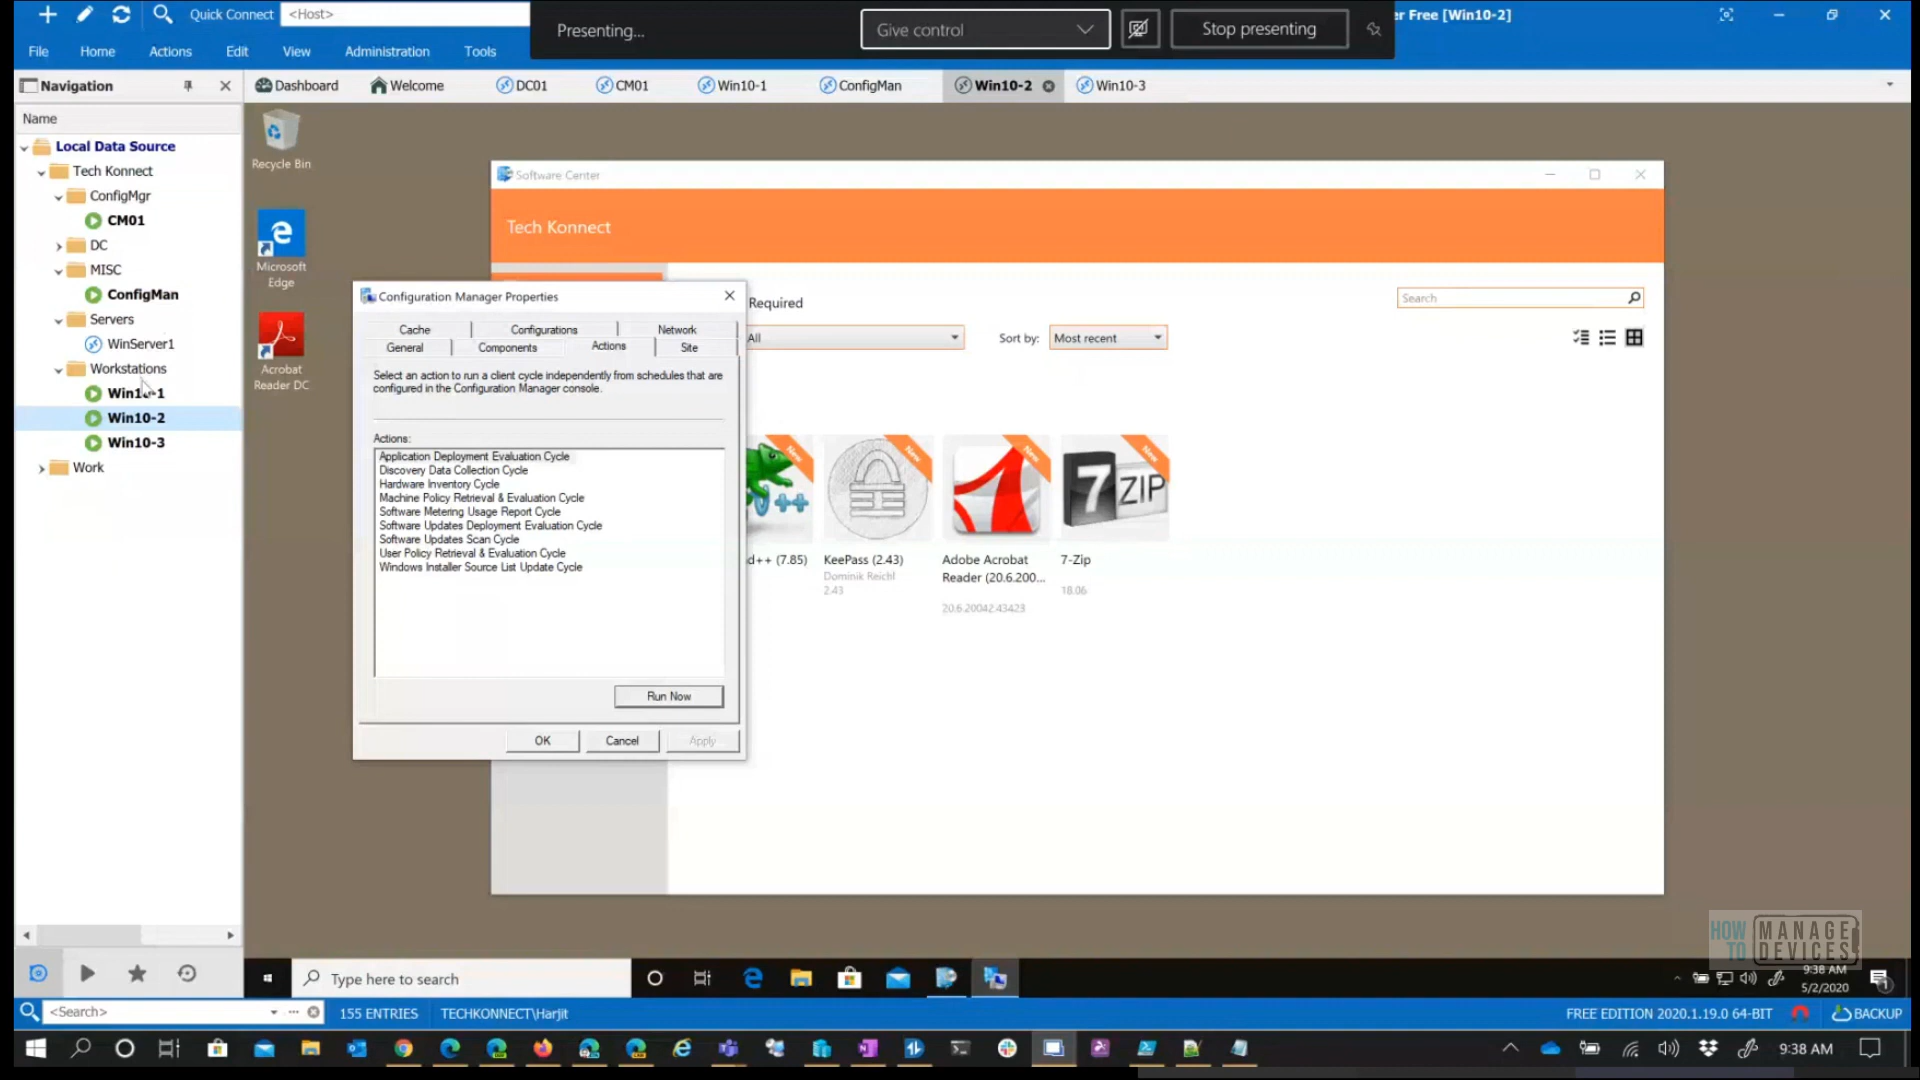 Quick Connect
<Host>
Presenting...
Give control
Stop presenting
er Free [Win10-2]
File
Home
Actions
Edit
View
Administration
Tools
Navigation
Dashboard
Welcome
DC01
CM01
Win10-1
ConfigMan
Win10-2
Win10-3
Name
Local Data Source
Tech Konnect
ConfigMgr
CM01
DC
MISC
ConfigMan
Servers
WinServer1
Workstations
Win10-1
Win10-2
Win10-3
Work
Recycle Bin
Microsoft
Edge
Acrobat
Reader DC
Software Center
Tech Konnect
Required
Search
All
Sort by:
Most recent
Configuration Manager Properties
Cache
Configurations
Network
General
Components
Actions
Site
Select an action to run a client cycle independently from schedules that are
configured in the Configuration Manager console.
Actions:
Application Deployment Evaluation Cycle
Discovery Data Collection Cycle
Hardware Inventory Cycle
Machine Policy Retrieval & Evaluation Cycle
Software Metering Usage Report Cycle
Software Updates Deployment Evaluation Cycle
Software Updates Scan Cycle
User Policy Retrieval & Evaluation Cycle
Windows Installer Source List Update Cycle
Run Now
OK
Cancel
Apply
New
New
New
New
7 ZIP
d++ (7.85)
KeePass (2.43)
Dominik Reichl
2.43
Adobe Acrobat
Reader (20.6.200...
20.6.20042.43423
7-Zip
18.06
HOW TO
MANAGE
DEVICES
Type here to search
9:38 AM
5/2/2020
<Search>
155 ENTRIES
TECHKONNECT\Harjit
FREE EDITION 2020.1.19.0 64-BIT
BACKUP
9:38 AM